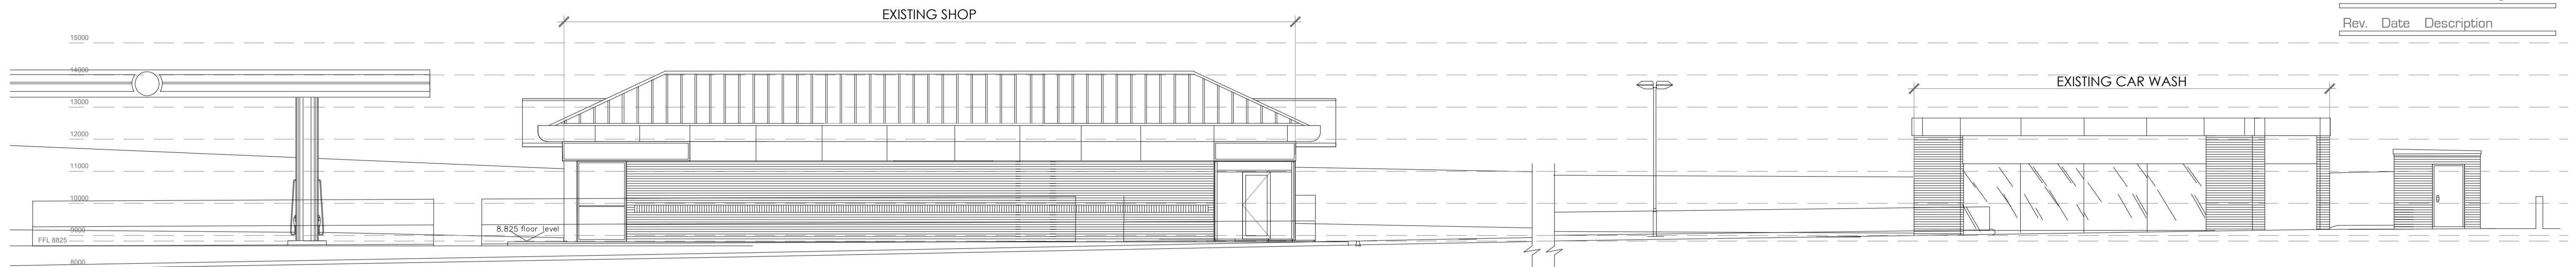 Rev. Date Description
EXISTING SHOP
15000
14000
EXISTING CAR WASH
13000
12000
11000
10000
9000
8.825 floor level
FFL 8825
8000